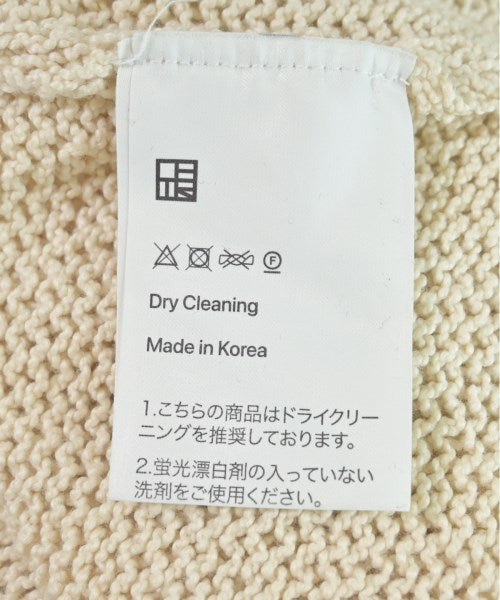 F
Dry Cleaning
Made in Korea
1.こちらの商品はドライクリー
ニングを推奨しております。
2.蛍光漂白剤の入っていない
洗剤をご使用ください。